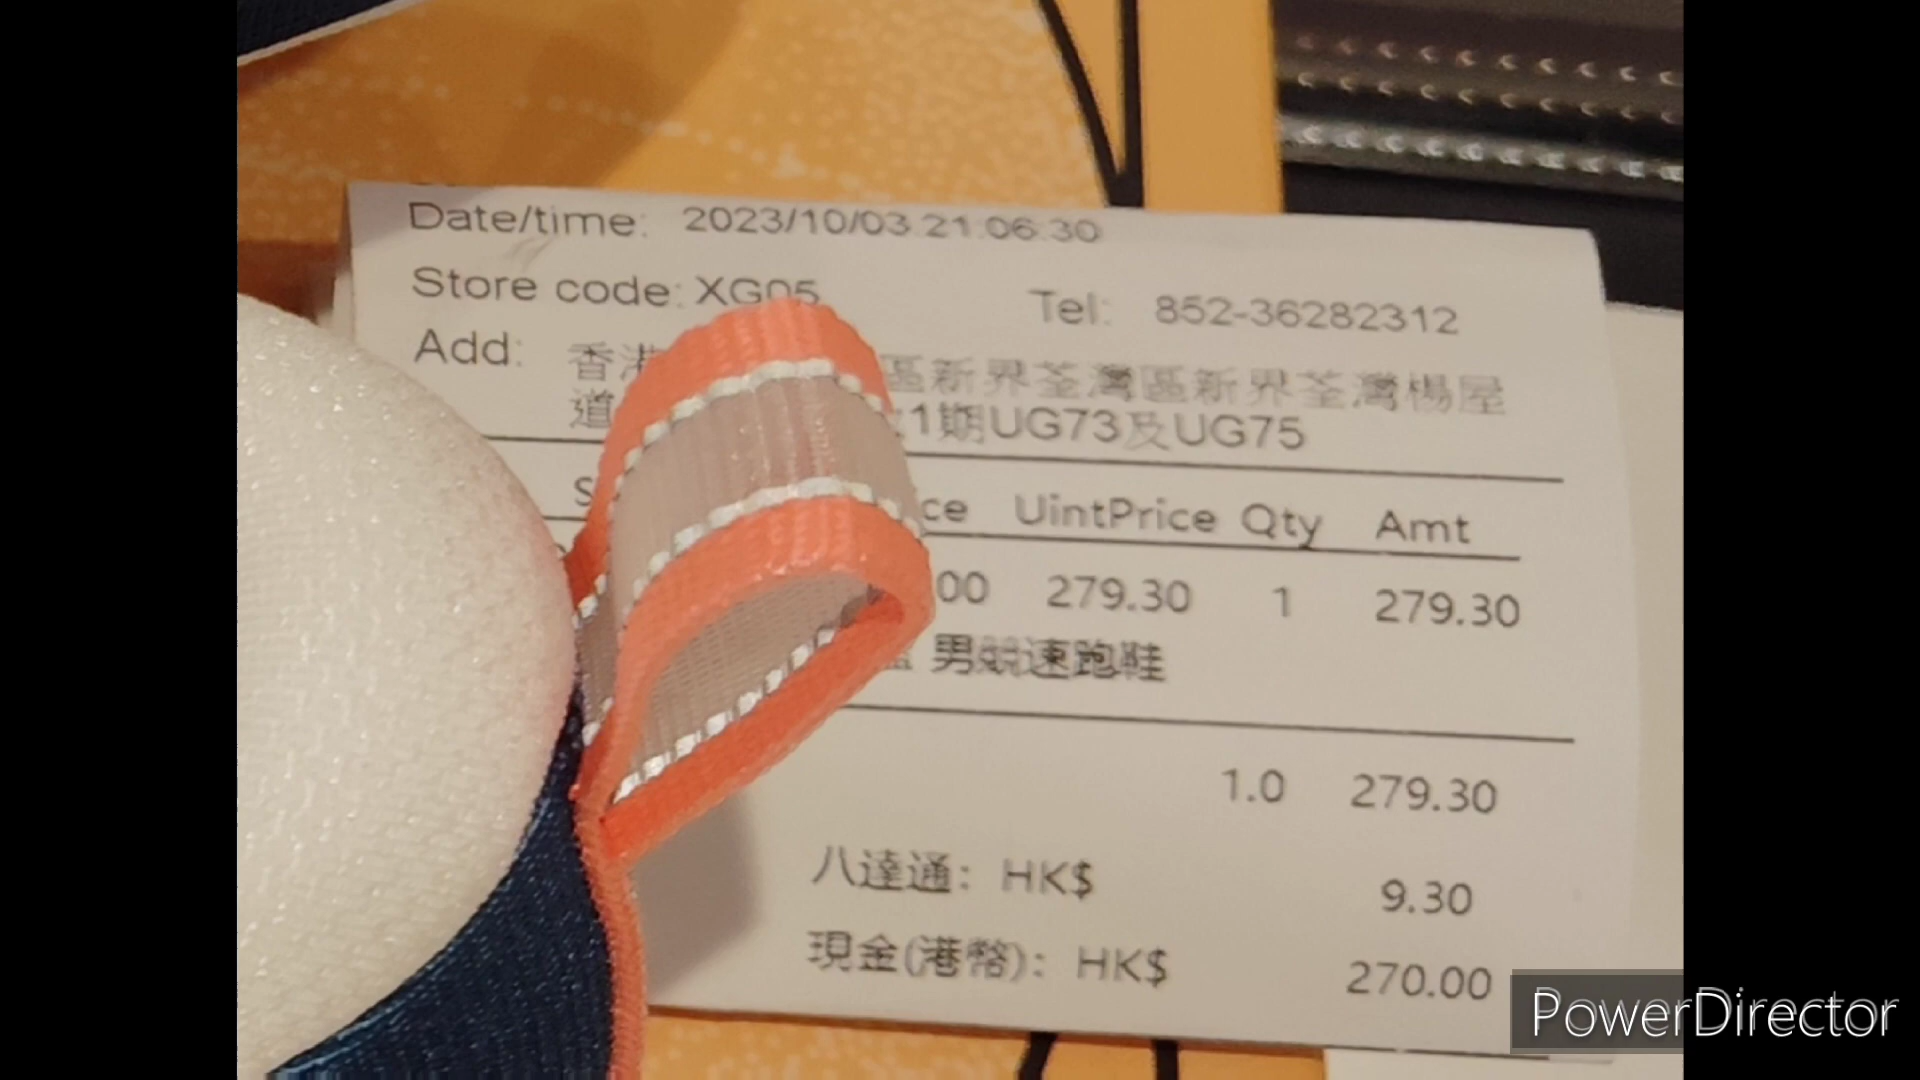 Date/time: 2023/10/03 21:06:30
Store code: XG05
Tel: 852-36282312
Add: 香港 區新界荃灣區新界荃灣楊屋
道 1期UG73及UG75
UintPrice Qty Amt
00 279.30 1 279.30
男競速跑鞋
1.0 279.30
八達通: HK$ 9.30
現金(港幣): HK$ 270.00
PowerDirector